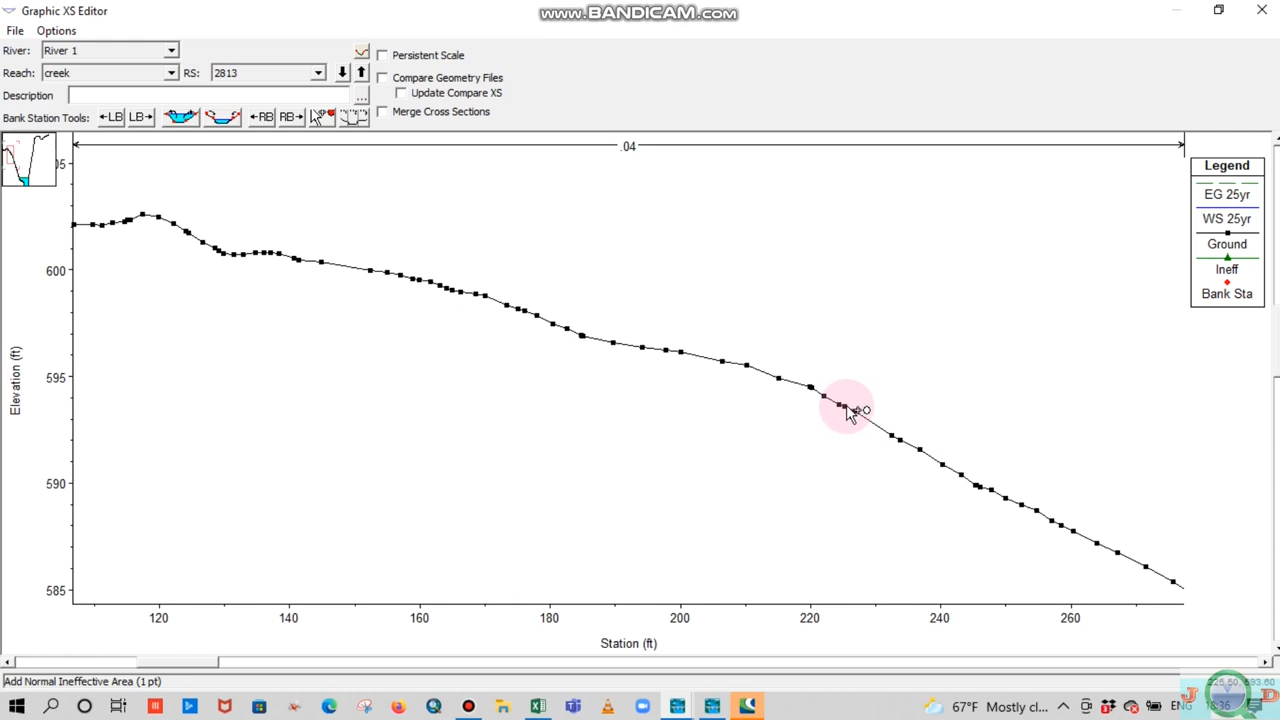 Graphic XS Editor
www.BANDICAM.com
File Options
River: River 1
Persistent Scale
Reach: creek RS: 2813
Compare Geometry Files
Update Compare XS
Description ...
Merge Cross Sections
Bank Station Tools: ←LB LB→ ←RB RB→
.04
Legend
EG 25yr
WS 25yr
Ground
Ineff
Bank Sta
05
600
595
590
585
Elevation (ft)
120 140 160 180 200 220 240 260
Station (ft)
Add Normal Ineffective Area (1 pt)
67°F Mostly cl... ENG 18:36
J D